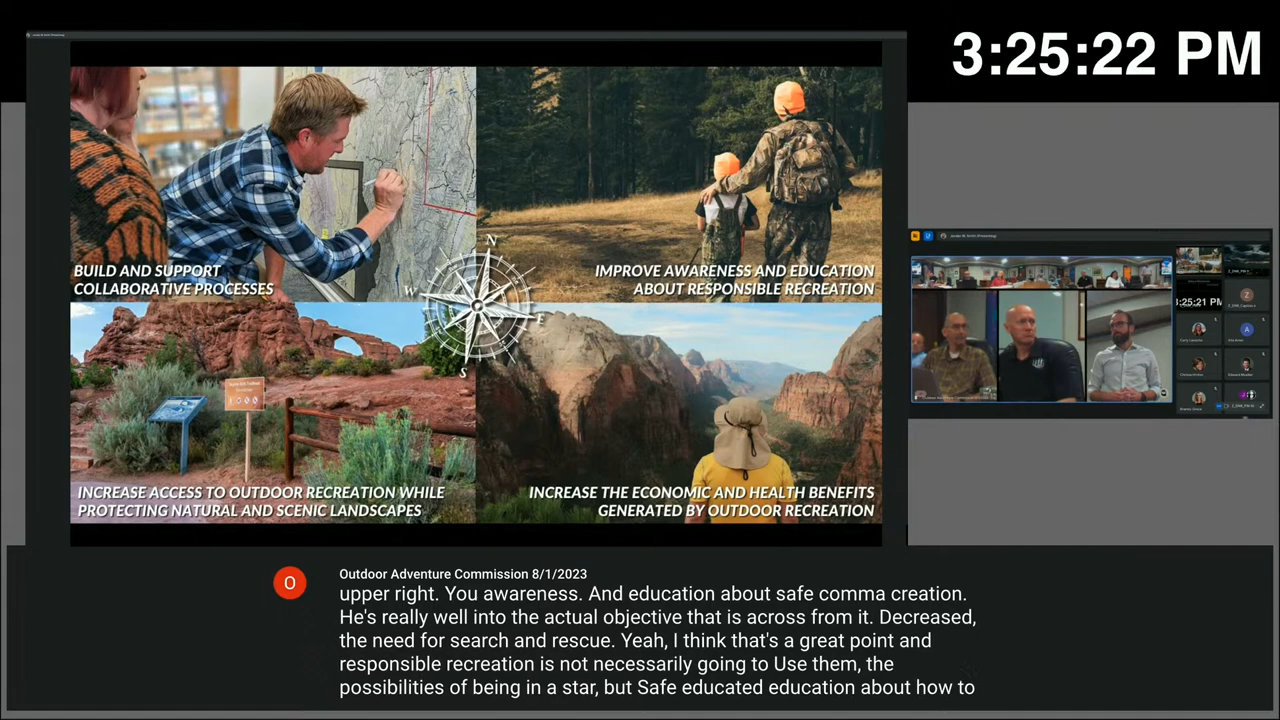 3:25:22 PM
BUILD AND SUPPORT
COLLABORATIVE PROCESSES
IMPROVE AWARENESS AND EDUCATION
ABOUT RESPONSIBLE RECREATION
N
W
E
S
INCREASE ACCESS TO OUTDOOR RECREATION WHILE
PROTECTING NATURAL AND SCENIC LANDSCAPES
INCREASE THE ECONOMIC AND HEALTH BENEFITS
GENERATED BY OUTDOOR RECREATION
3:25:21 PM
O
Outdoor Adventure Commission 8/1/2023
upper right. You awareness. And education about safe comma creation.
He's really well into the actual objective that is across from it. Decreased,
the need for search and rescue. Yeah, I think that's a great point and
responsible recreation is not necessarily going to Use them, the
possibilities of being in a star, but Safe educated education about how to